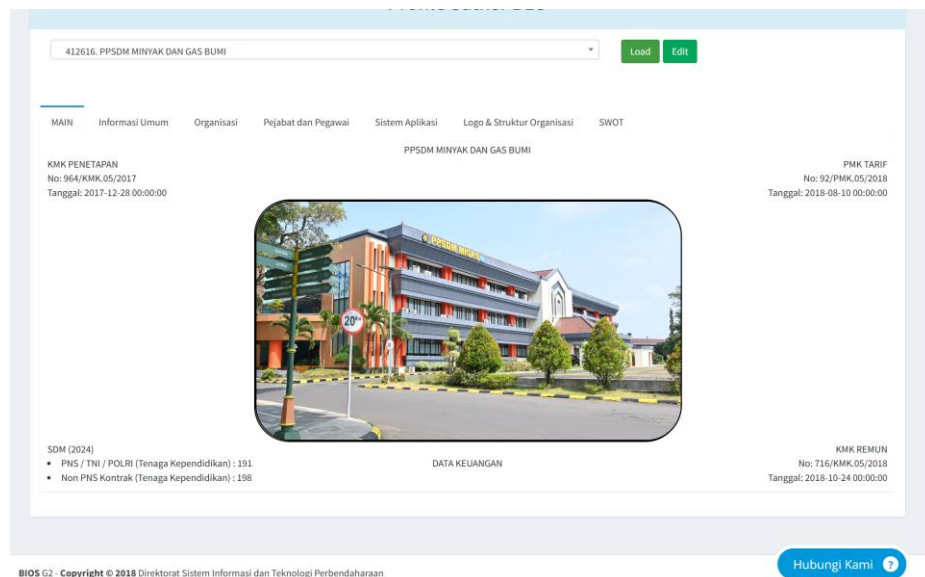 412616. PPSDM MINYAK DAN GAS BUMI
Load
Edit
MAIN
Informasi Umum
Organisasi
Pejabat dan Pegawai
Sistem Aplikasi
Logo & Struktur Organisasi
SWOT
PPSDM MINYAK DAN GAS BUMI
KMK PENETAPAN
No: 964/KMK.05/2017
Tanggal: 2017-12-28 00:00:00
PMK TARIF
No: 92/PMK.05/2018
Tanggal: 2018-08-10 00:00:00
PPSDM MIGAS
20
SDM (2024)
• PNS / TNI / POLRI (Tenaga Kependidikan) : 191
• Non PNS Kontrak (Tenaga Kependidikan) : 198
DATA KEUANGAN
KMK REMUN
No: 716/KMK.05/2018
Tanggal: 2018-10-24 00:00:00
Hubungi Kami ?
BIOS G2 - Copyright © 2018 Direktorat Sistem Informasi dan Teknologi Perbendaharaan